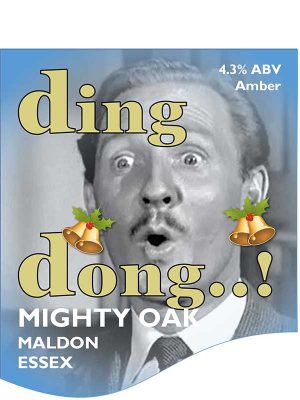 ding
4.3% ABV
Amber
dong..!
MIGHTY OAK
MALDON
ESSEX